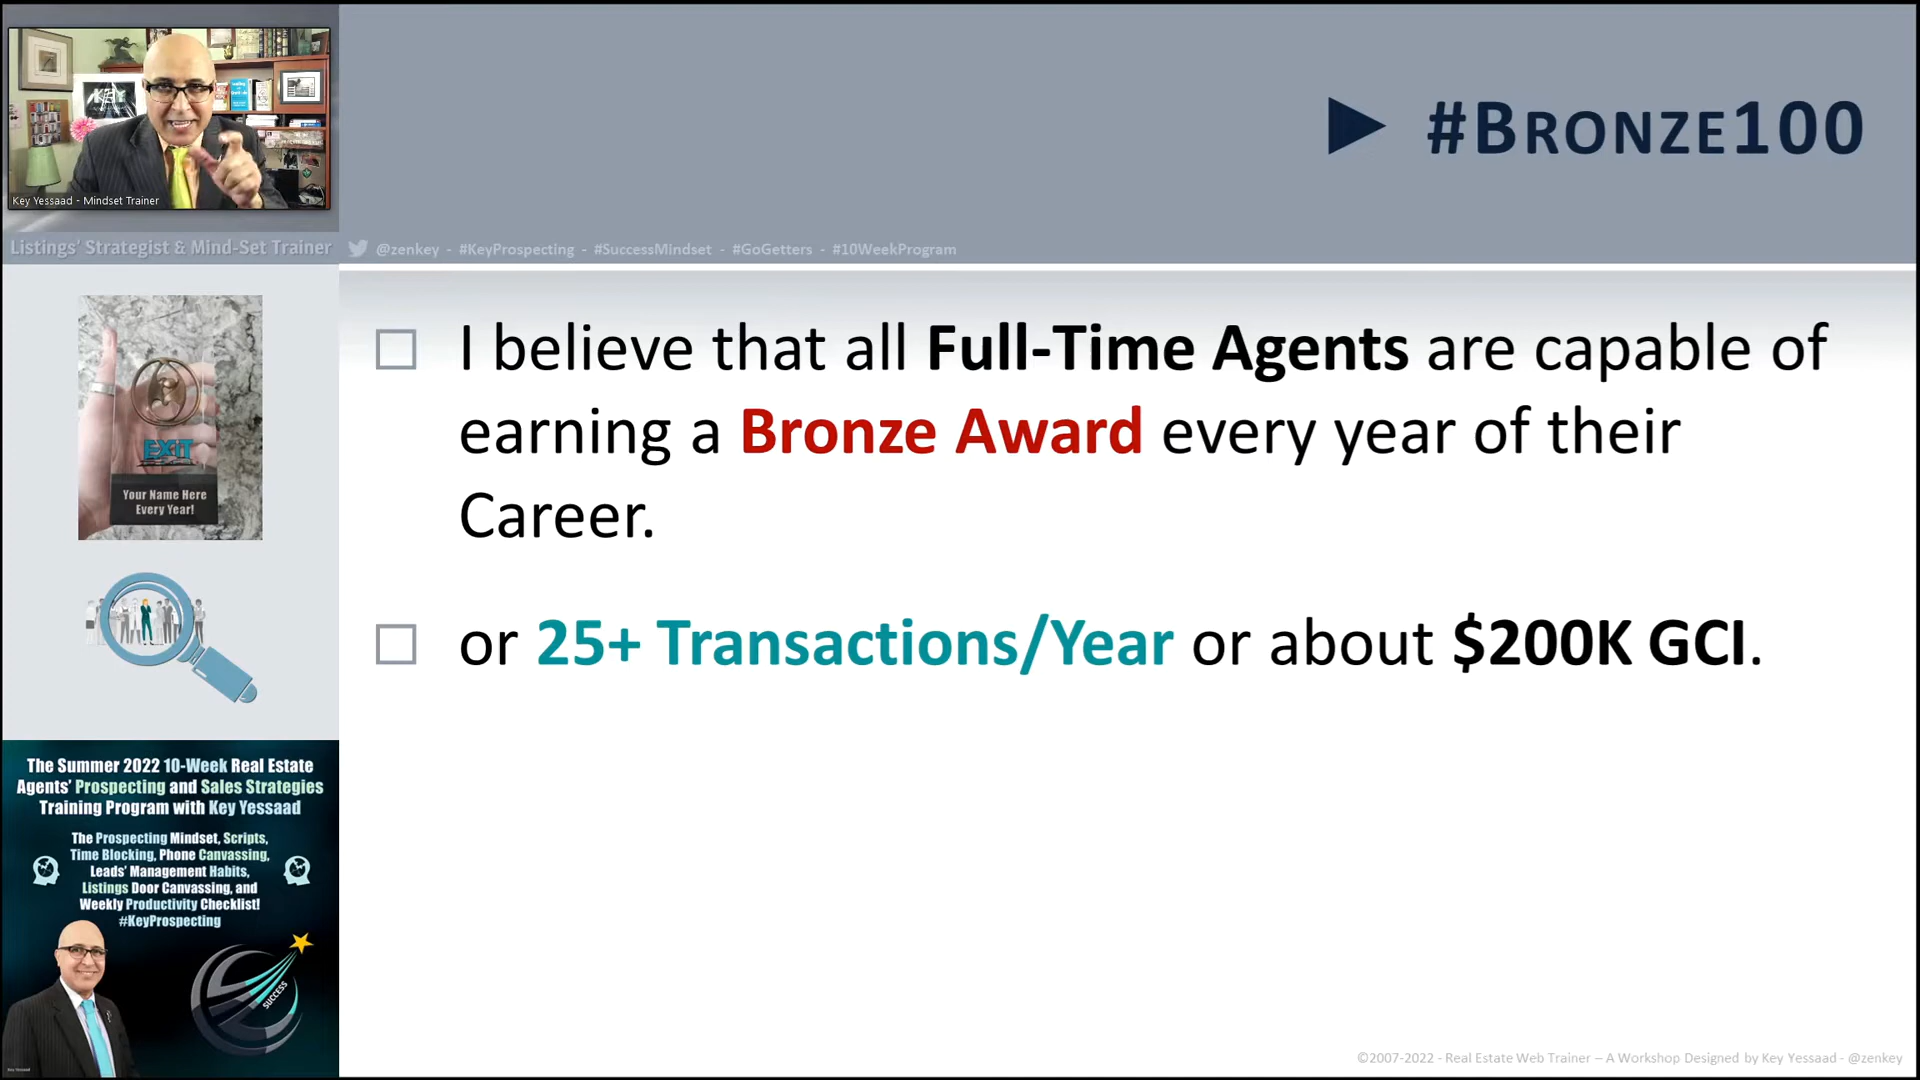 KEY
Key Yessaad - Mindset Trainer
Listings' Strategist & Mind-Set Trainer
@zenkey - #KeyProspecting - #SuccessMindset - #GoGetters - #10WeekProgram
#BRONZE100
I believe that all Full-Time Agents are capable of
earning a Bronze Award every year of their
Career.
or 25+ Transactions/Year or about $200K GCI.
EXIT
Your Name Here
Every Year!
The Summer 2022 10-Week Real Estate
Agents' Prospecting and Sales Strategies
Training Program with Key Yessaad
The Prospecting Mindset, Scripts,
Time Blocking, Phone Canvassing,
Leads' Management Habits,
Listings Door Canvassing, and
Weekly Productivity Checklist!
#KeyProspecting
SUCCESS
Key Yessaad
©2007-2022 - Real Estate Web Trainer – A Workshop Designed by Key Yessaad - @zenkey